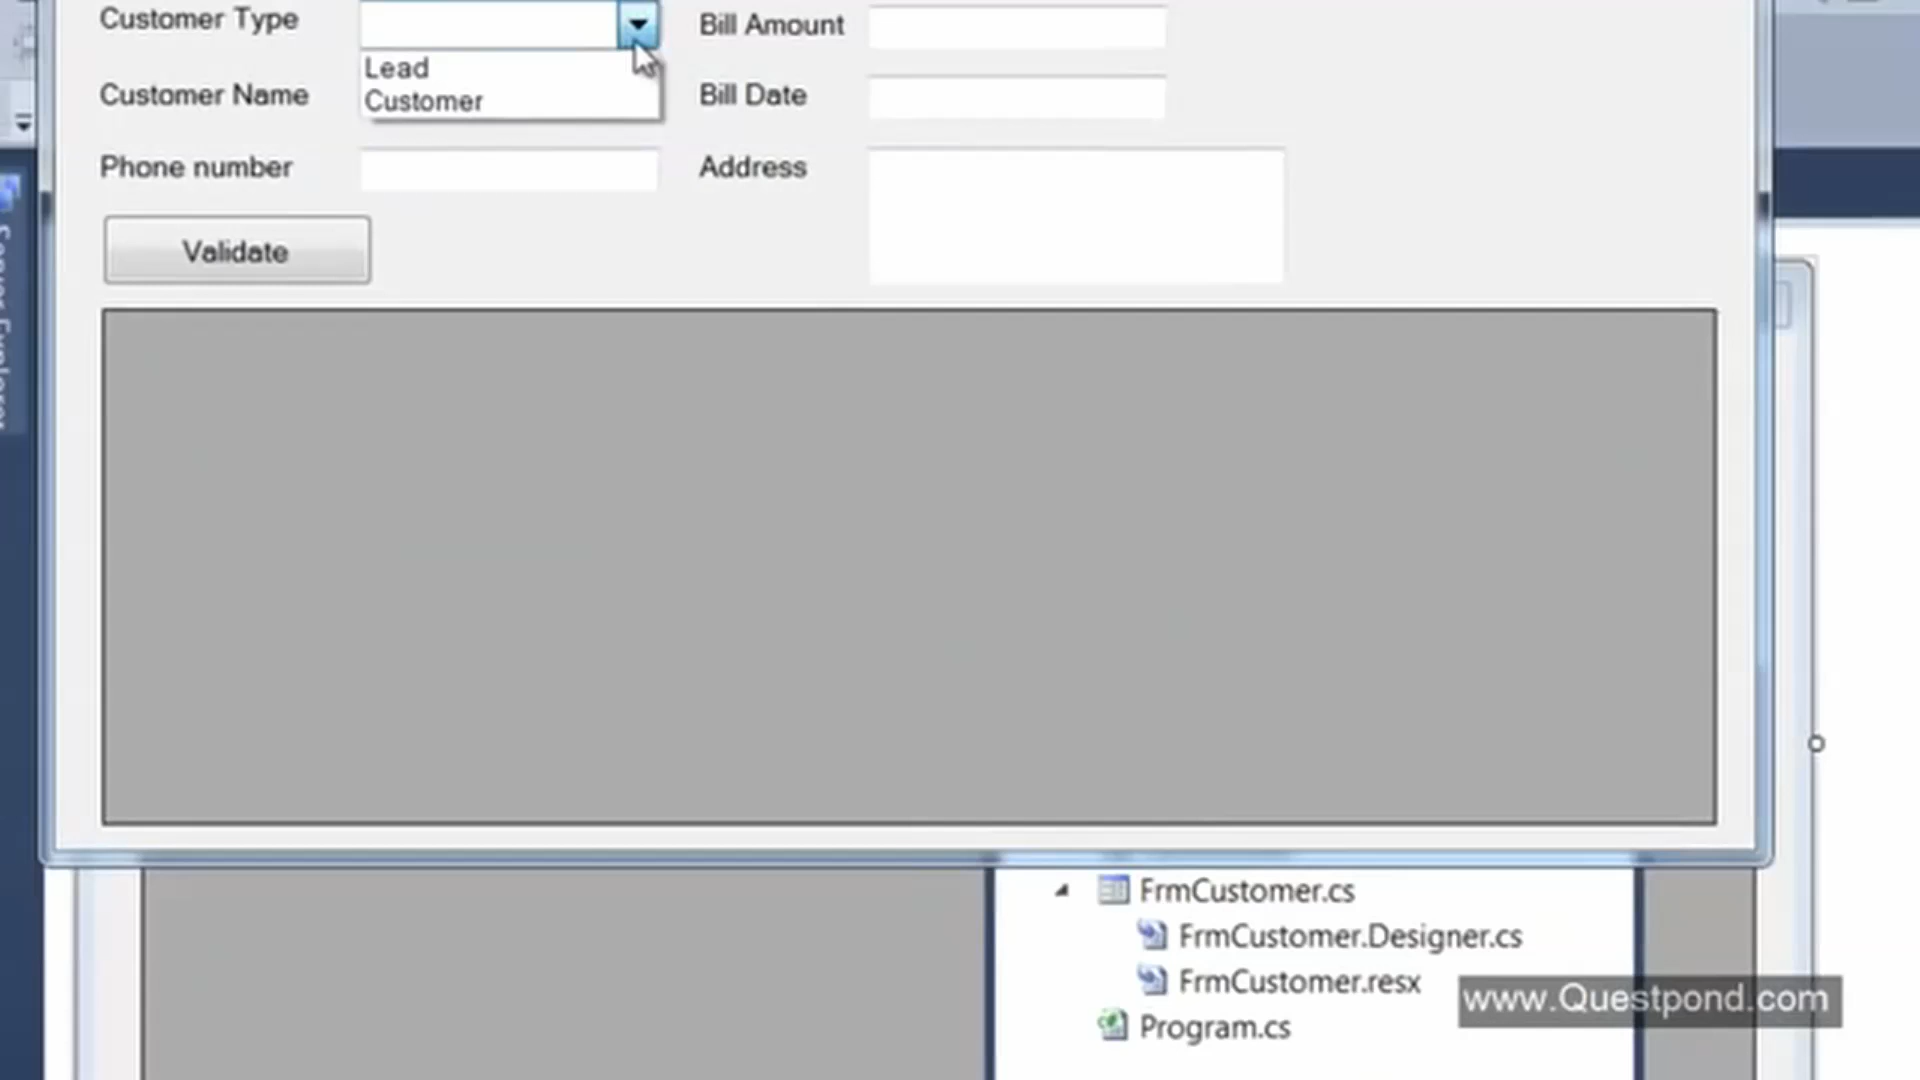 Customer Type
Lead
Customer
Customer Name
Phone number
Validate
Bill Amount
Bill Date
Address
FrmCustomer.cs
FrmCustomer.Designer.cs
FrmCustomer.resx
Program.cs
www.Questpond.com